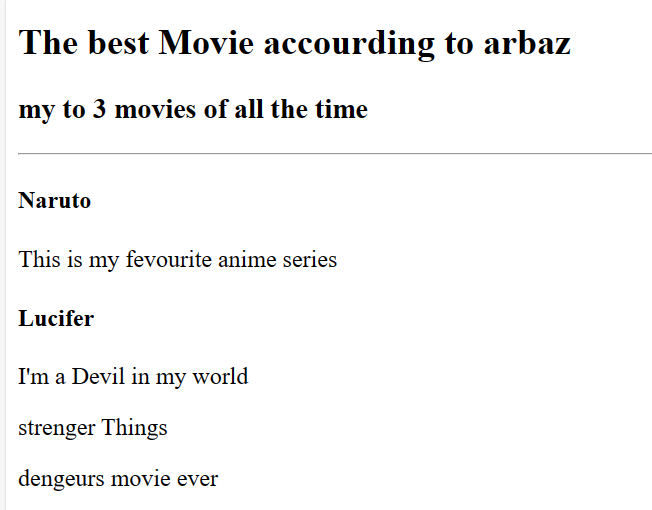 The best Movie accourding to arbaz
my to 3 movies of all the time
Naruto
This is my fevourite anime series
Lucifer
I'm a Devil in my world
strenger Things
dengeurs movie ever